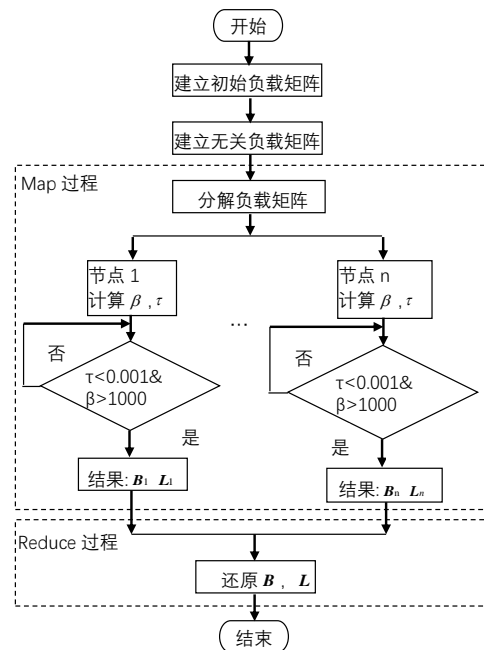 开始
建立初始负载矩阵
建立无关负载矩阵
Map 过程
分解负载矩阵
节点 1
计算 β , τ
…
节点 n
计算 β , τ
否
τ<0.001&
β>1000
是
否
τ<0.001&
β>1000
是
结果: B₁ L₁
结果: Bₙ Lₙ
Reduce 过程
还原 B , L
结束